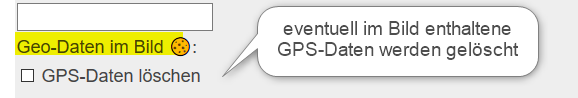 Geo-Daten im Bild :
GPS-Daten löschen
eventuell im Bild enthaltene
GPS-Daten werden gelöscht